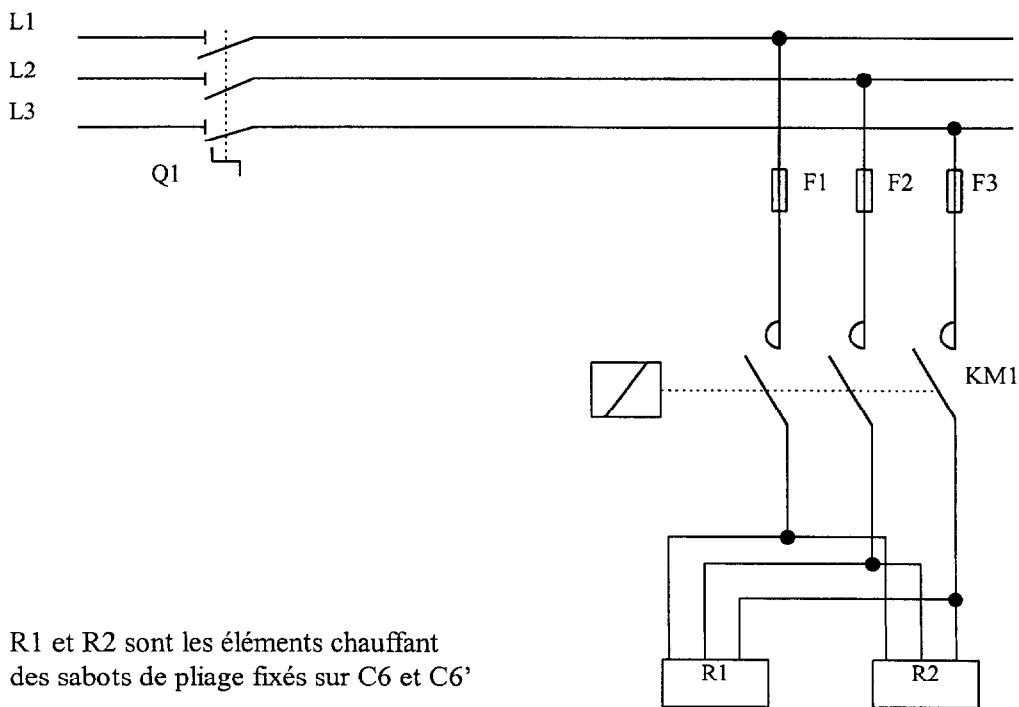 L1
L2
L3
Q1
F1
F2
F3
KM1
R1
R2
R1 et R2 sont les éléments chauffant
des sabots de pliage fixés sur C6 et C6’